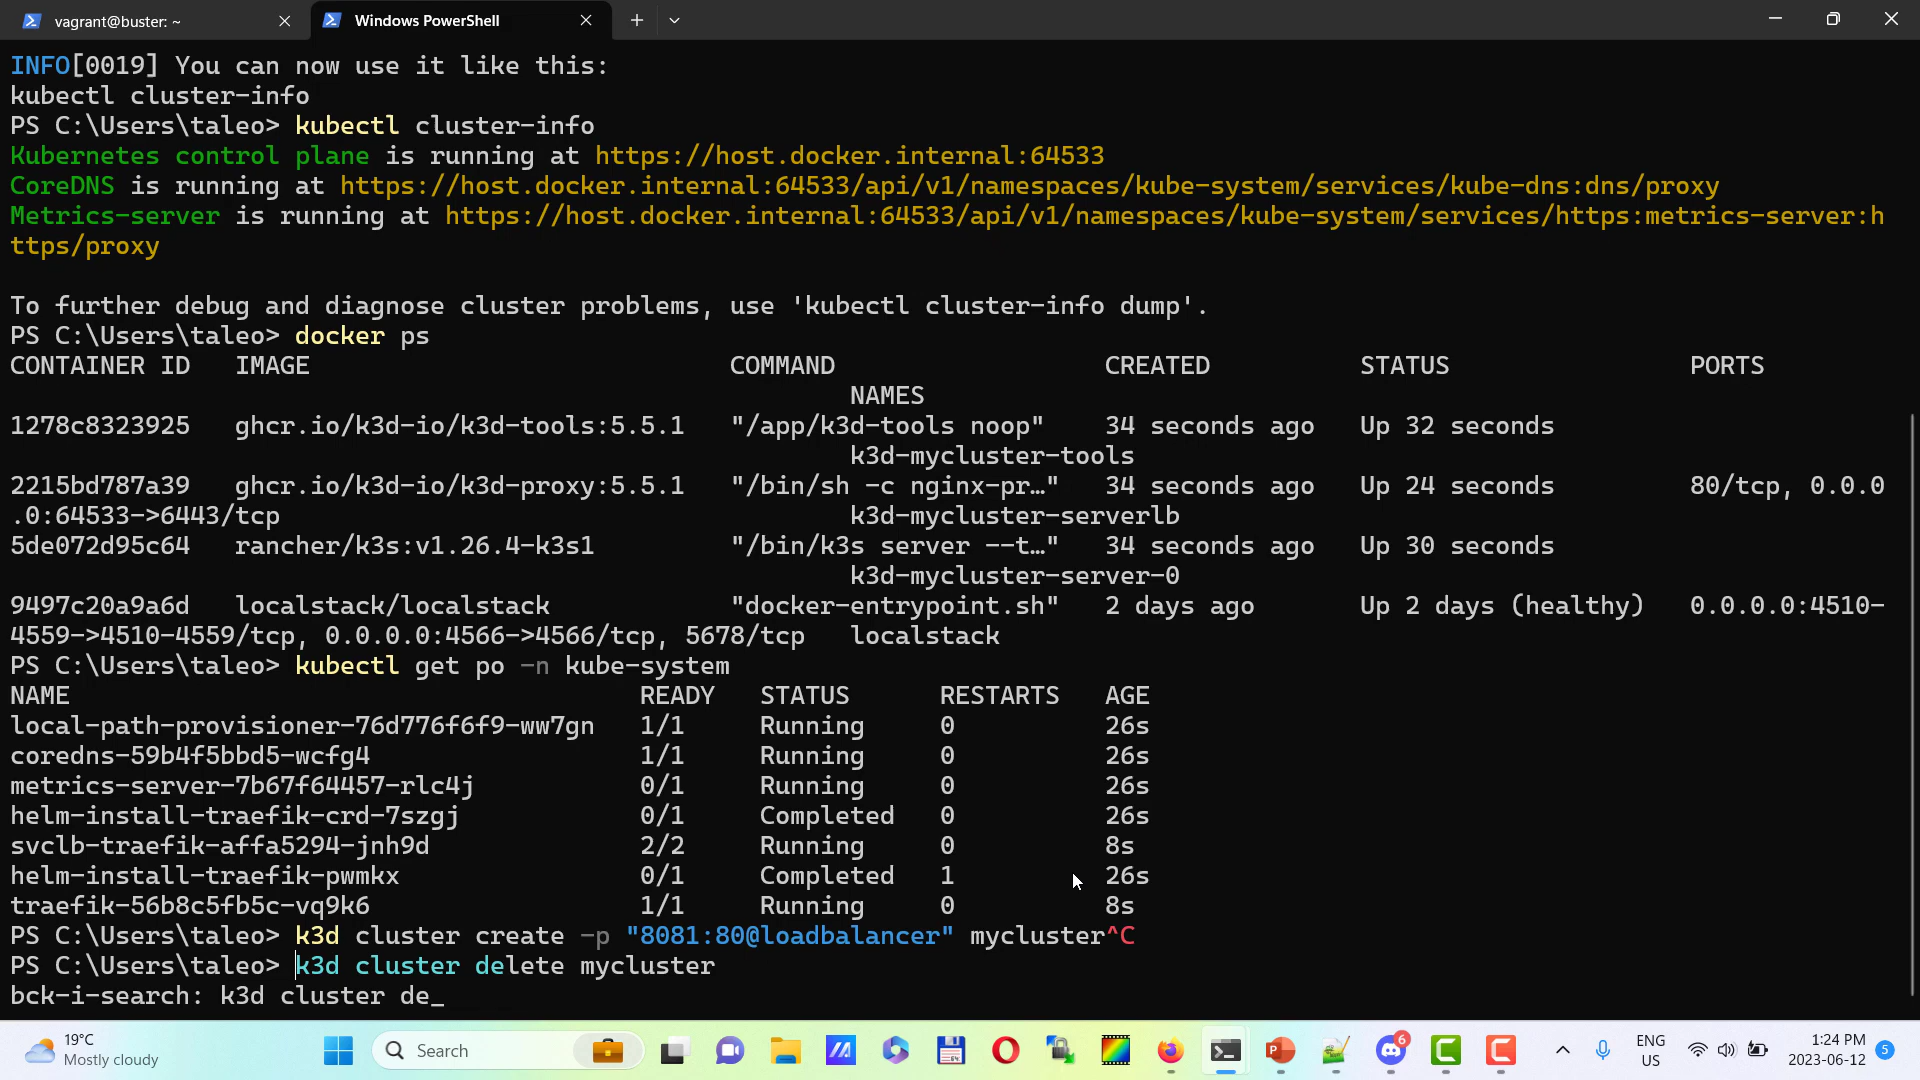 vagrant@buster: ~
Windows PowerShell
INFO[0019] You can now use it like this:
kubectl cluster-info
PS C:\Users\taleo> kubectl cluster-info
Kubernetes control plane is running at https://host.docker.internal:64533
CoreDNS is running at https://host.docker.internal:64533/api/v1/namespaces/kube-system/services/kube-dns:dns/proxy
Metrics-server is running at https://host.docker.internal:64533/api/v1/namespaces/kube-system/services/https:metrics-server:h
ttps/proxy
To further debug and diagnose cluster problems, use 'kubectl cluster-info dump'.
PS C:\Users\taleo> docker ps
CONTAINER ID   IMAGE                            COMMAND                  CREATED          STATUS                PORTS
NAMES
1278c8323925   ghcr.io/k3d-io/k3d-tools:5.5.1   "/app/k3d-tools noop"    34 seconds ago   Up 32 seconds
k3d-mycluster-tools
2215bd787a39   ghcr.io/k3d-io/k3d-proxy:5.5.1   "/bin/sh -c nginx-pr…"   34 seconds ago   Up 24 seconds         80/tcp, 0.0.0
.0:64533->6443/tcp                      k3d-mycluster-serverlb
5de072d95c64   rancher/k3s:v1.26.4-k3s1         "/bin/k3s server --t…"   34 seconds ago   Up 30 seconds
k3d-mycluster-server-0
9497c20a9a6d   localstack/localstack            "docker-entrypoint.sh"   2 days ago       Up 2 days (healthy)   0.0.0.0:4510-
4559->4510-4559/tcp, 0.0.0.0:4566->4566/tcp, 5678/tcp   localstack
PS C:\Users\taleo> kubectl get po -n kube-system
NAME                                      READY   STATUS      RESTARTS   AGE
local-path-provisioner-76d776f6f9-ww7gn   1/1     Running     0          26s
coredns-59b4f5bbd5-wcfg4                  1/1     Running     0          26s
metrics-server-7b67f64457-rlc4j           0/1     Running     0          26s
helm-install-traefik-crd-7szgj            0/1     Completed   0          26s
svclb-traefik-affa5294-jnh9d              2/2     Running     0          8s
helm-install-traefik-pwmkx                0/1     Completed   1          26s
traefik-56b8c5fb5c-vq9k6                  1/1     Running     0          8s
PS C:\Users\taleo> k3d cluster create -p "8081:80@loadbalancer" mycluster^C
PS C:\Users\taleo> k3d cluster delete mycluster
bck-i-search: k3d cluster de_
19°C
Mostly cloudy
Search
64
P
6
C
C
ENG
US
1:24 PM
2023-06-12
5